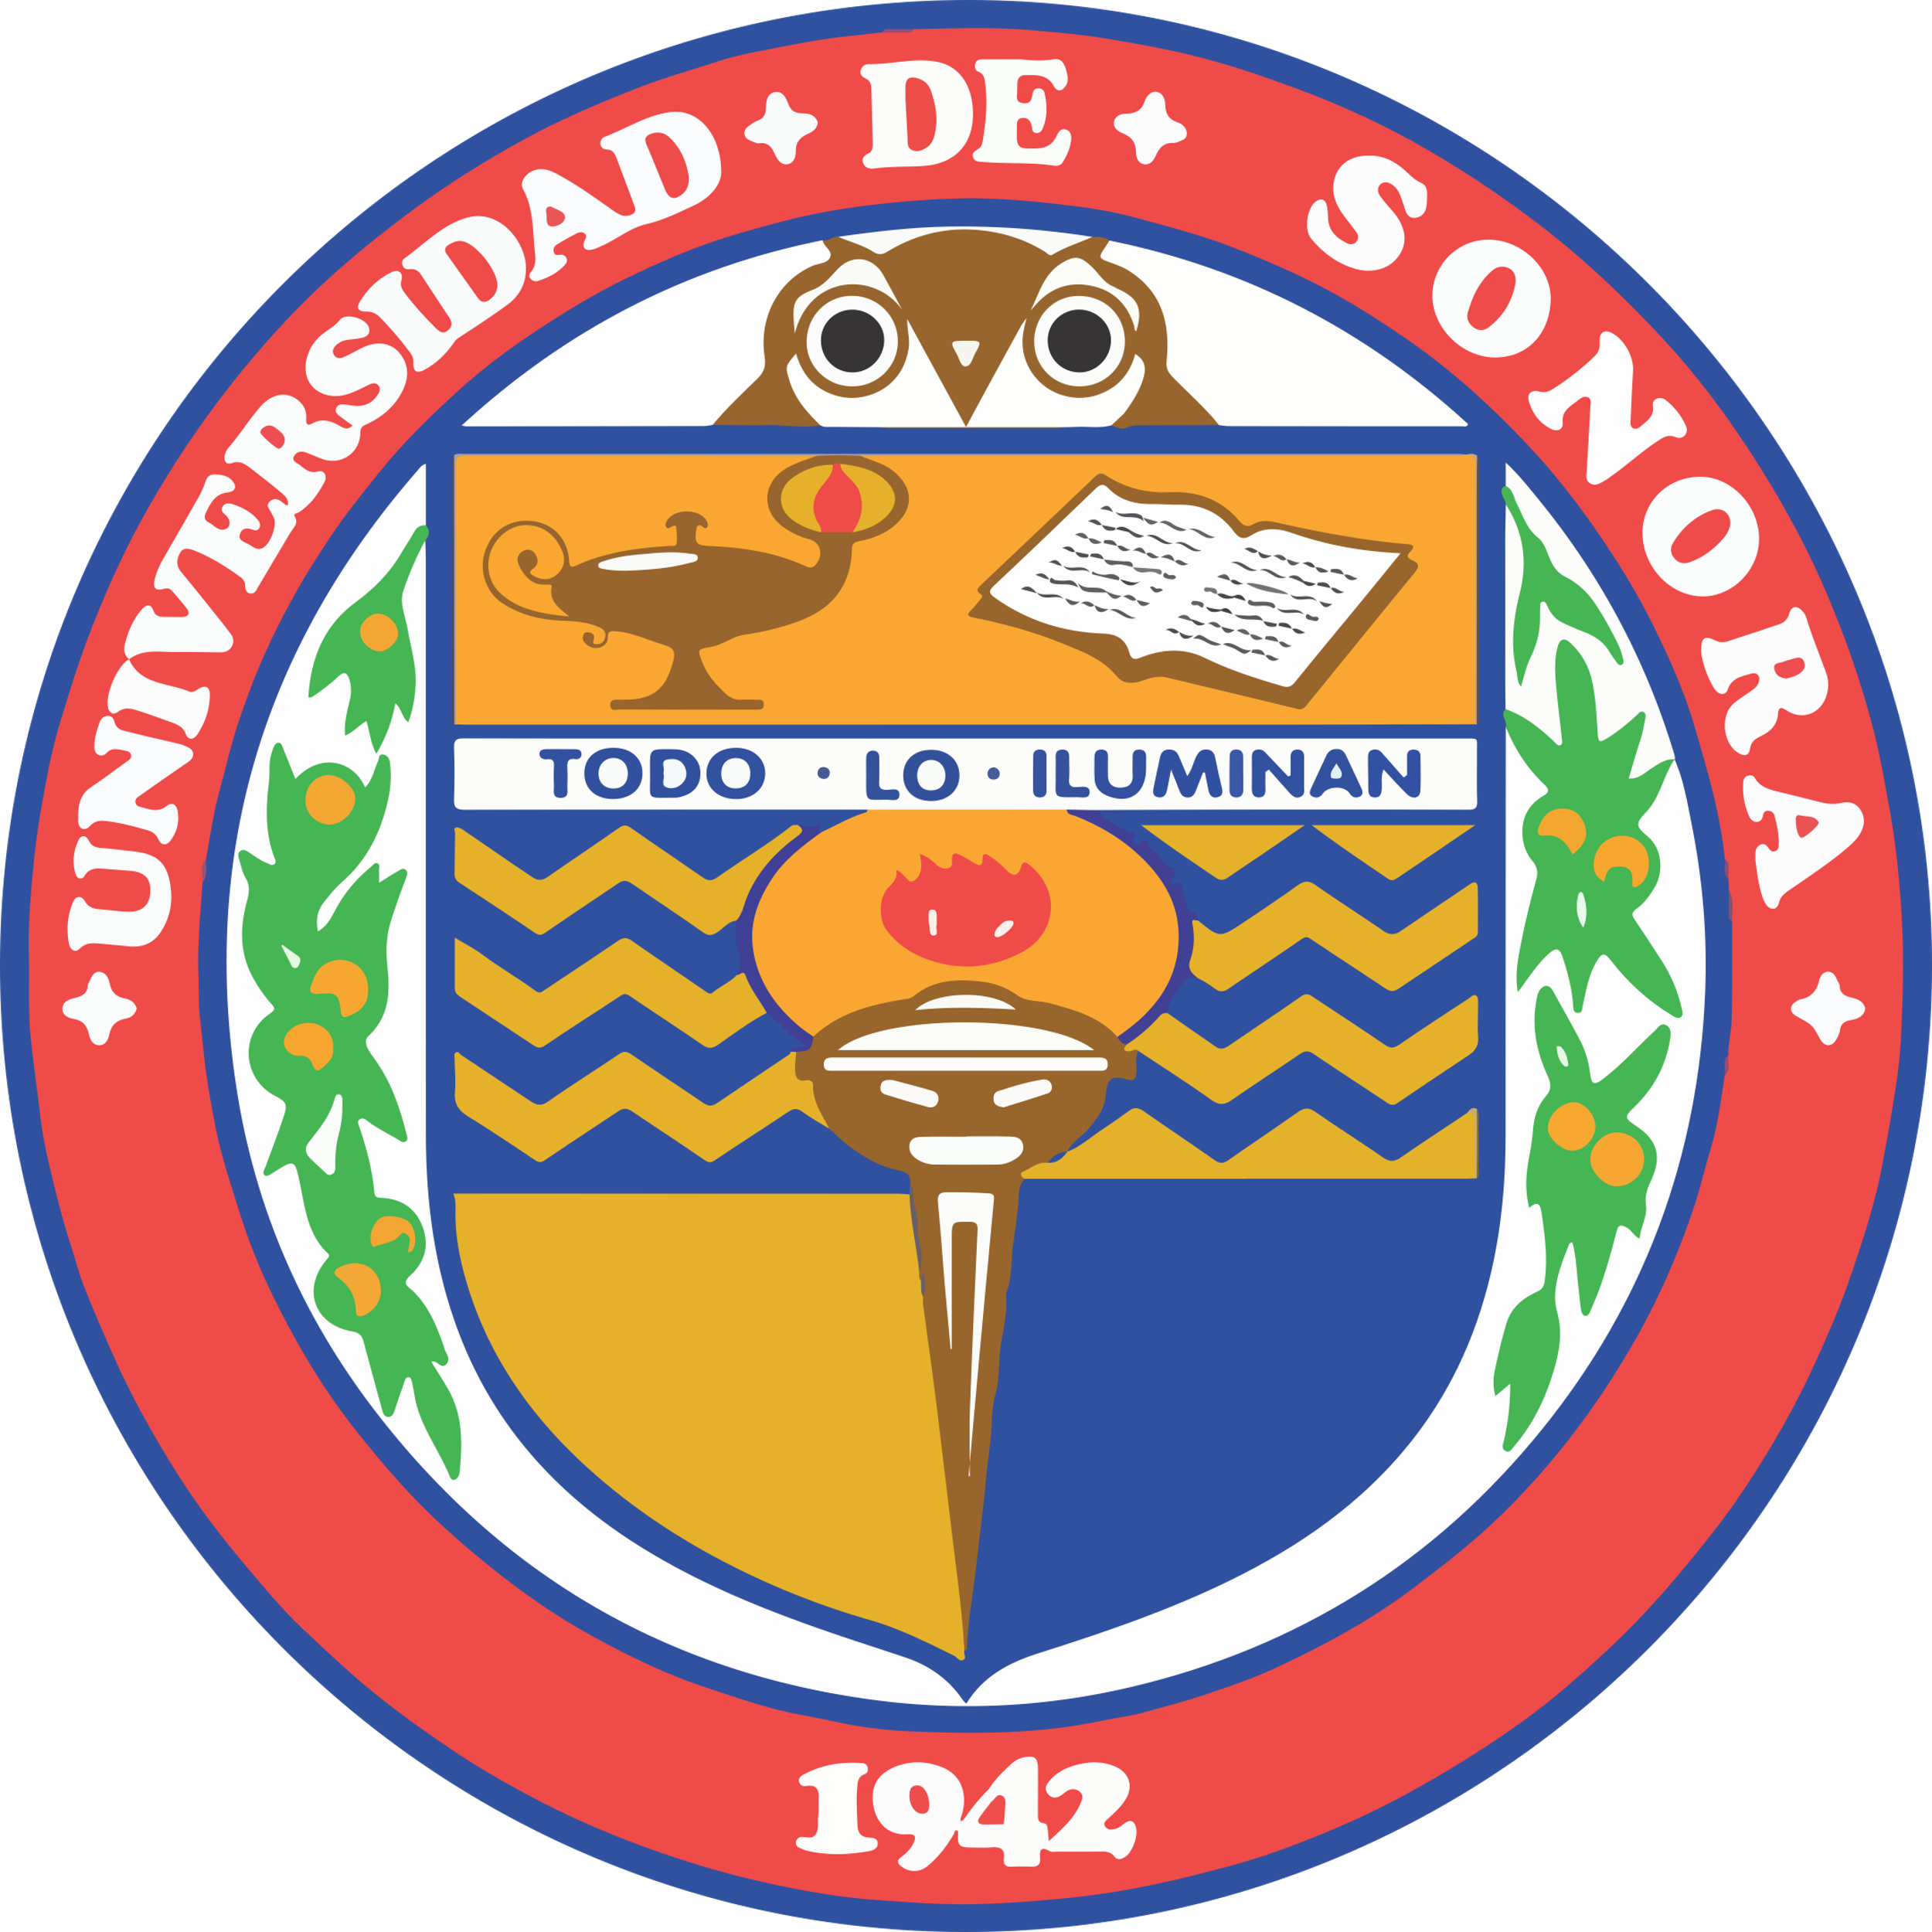 UNIVERSIDAD DE SONORA
TODO • LO • ILUMINAN
1942